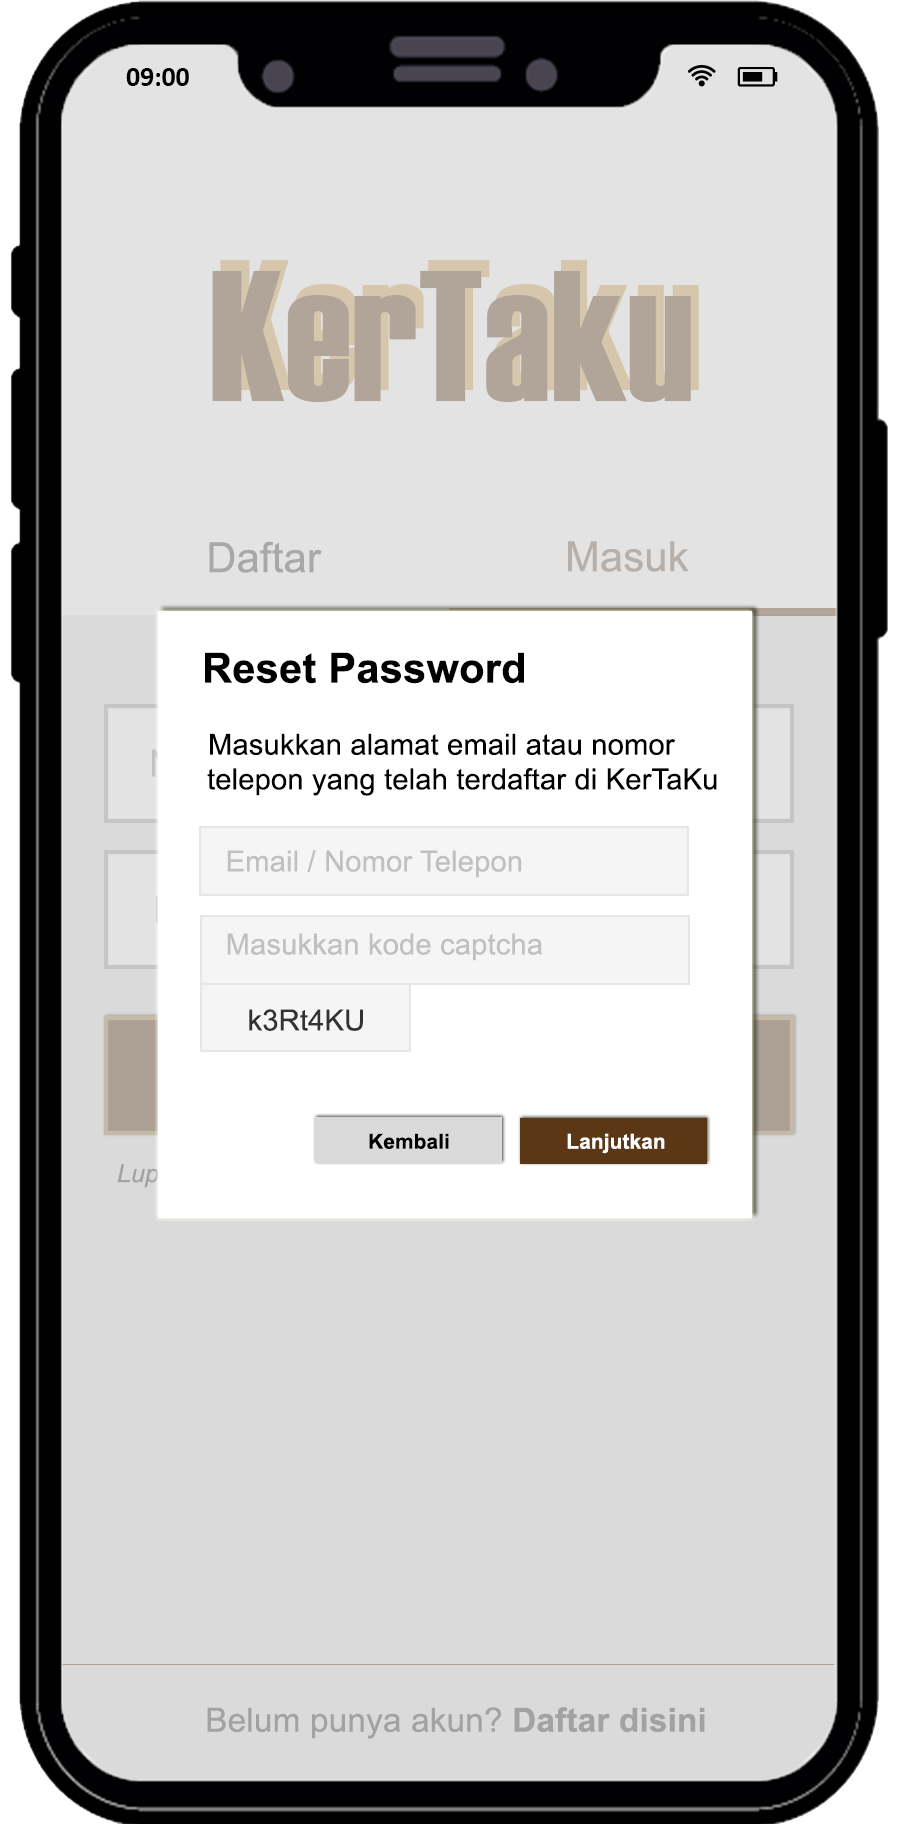 09:00
KerTaku
Daftar
Masuk
Reset Password
Masukkan alamat email atau nomor
telepon yang telah terdaftar di KerTaKu
Email / Nomor Telepon
Masukkan kode captcha
k3Rt4KU
Kembali
Lanjutkan
Lup
Belum punya akun? Daftar disini